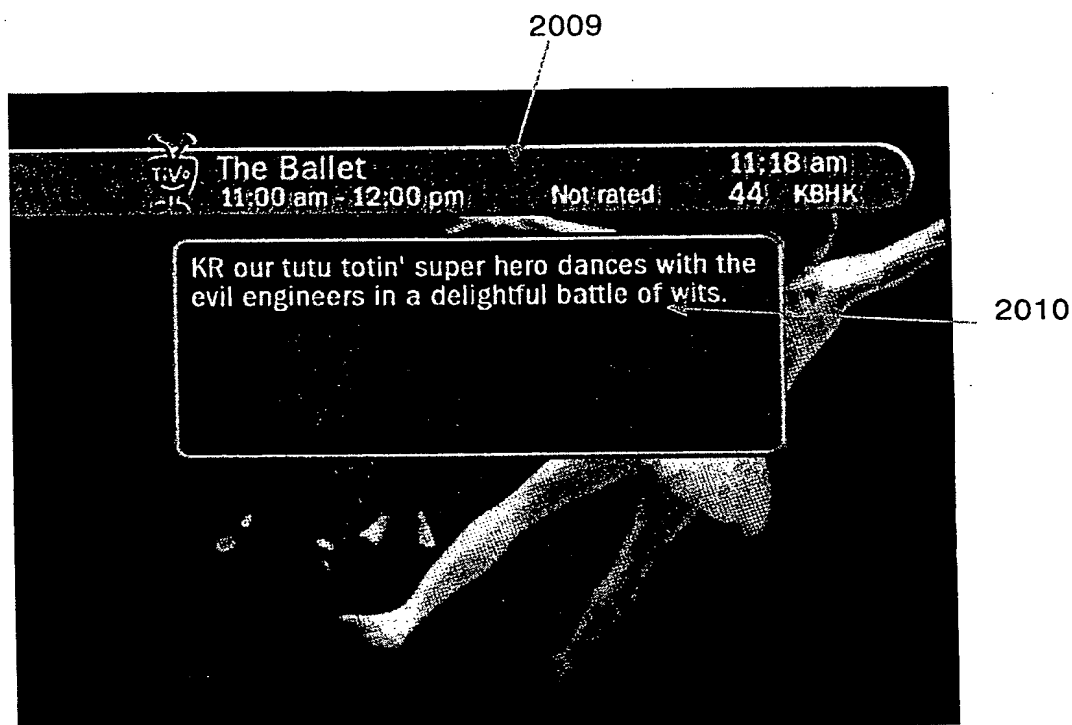 2009
TiVo
The Ballet
11:18 am
11:00 am - 12:00 pm
Not rated
44
KBHK
KR our tutu totin' super hero dances with the
evil engineers in a delightful battle of wits.
2010